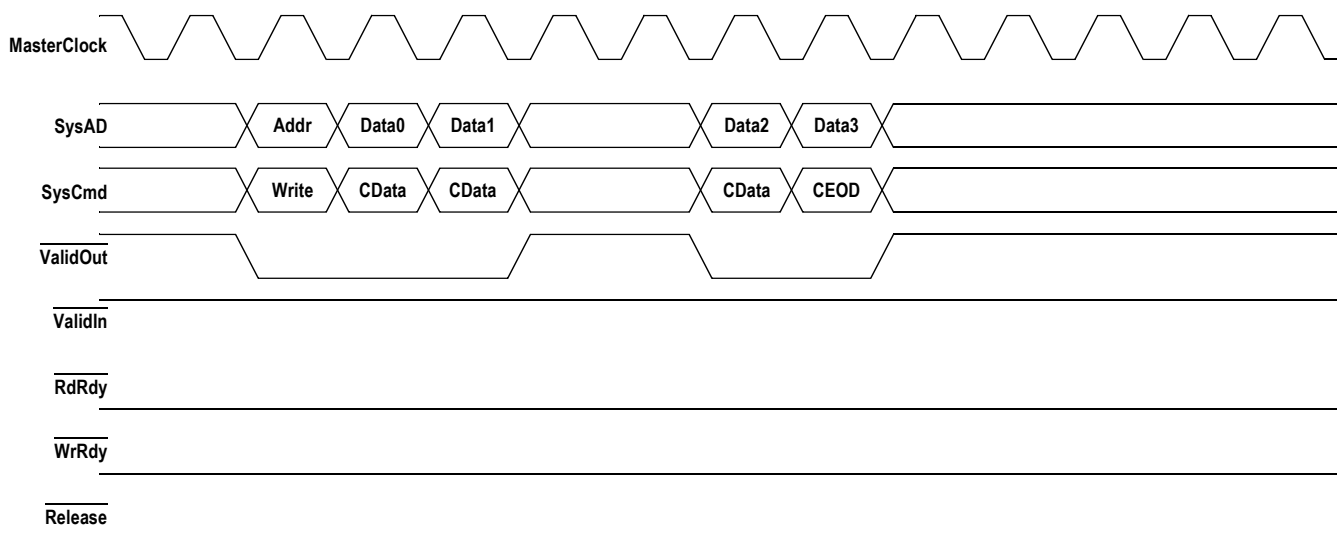 MasterClock
SysAD Addr Data0 Data1 Data2 Data3
SysCmd Write CData CData CData CEOD
ValidOut
ValidIn
RdRdy
WrRdy
Release